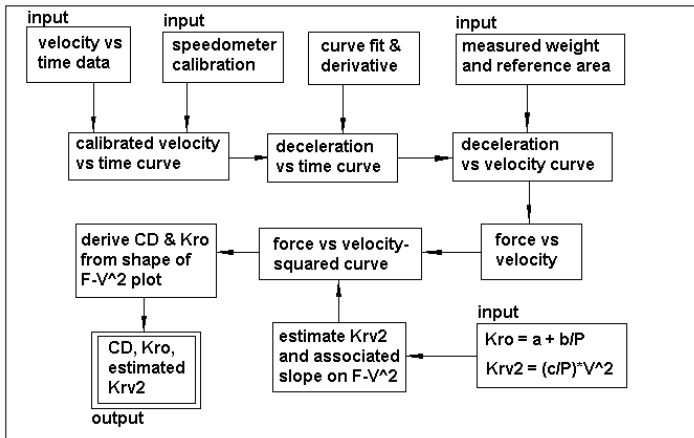 input
velocity vs
time data
input
speedometer
calibration
curve fit &
derivative
input
measured weight
and reference area
calibrated velocity
vs time curve
deceleration
vs time curve
deceleration
vs velocity curve
derive CD & Kro
from shape of
F-V^2 plot
force vs velocity-
squared curve
force vs
velocity
CD, Kro,
estimated
Krv2
output
estimate Krv2
and associated
slope on F-V^2
input
Kro = a + b/P
Krv2 = (c/P)*V^2